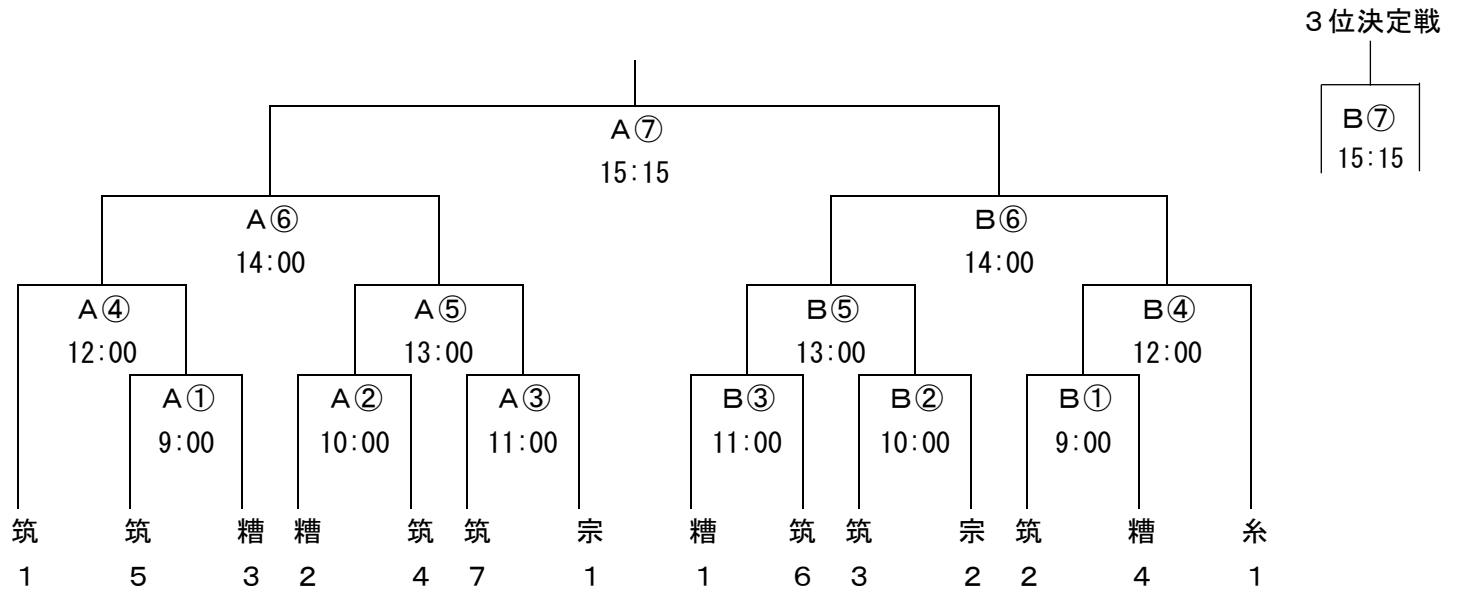 ３位決定戦
Ａ⑦
15:15
Ｂ⑦
15:15
Ａ⑥
14:00
Ｂ⑥
14:00
Ａ④
12:00
Ａ⑤
13:00
Ｂ⑤
13:00
Ｂ④
12:00
Ａ①
9:00
Ａ②
10:00
Ａ③
11:00
Ｂ③
11:00
Ｂ②
10:00
Ｂ①
9:00
筑 筑 糟 糟 筑 筑 宗 糟 筑 筑 宗 筑 糟 糸
１ ５ ３ ２ ４ ７ １ １ ６ ３ ２ ２ ４ １